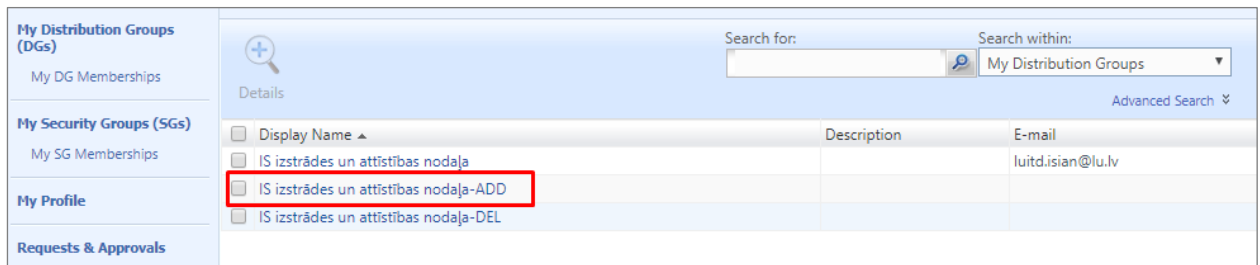 My Distribution Groups
(DGs)
My DG Memberships
My Security Groups (SGs)
My SG Memberships
My Profile
Requests & Approvals
Details
Search for:
Search within:
My Distribution Groups
Advanced Search
Display Name Description E-mail
IS izstrādes un attīstības nodaļa luitd.isian@lu.lv
IS izstrādes un attīstības nodaļa-ADD
IS izstrādes un attīstības nodaļa-DEL